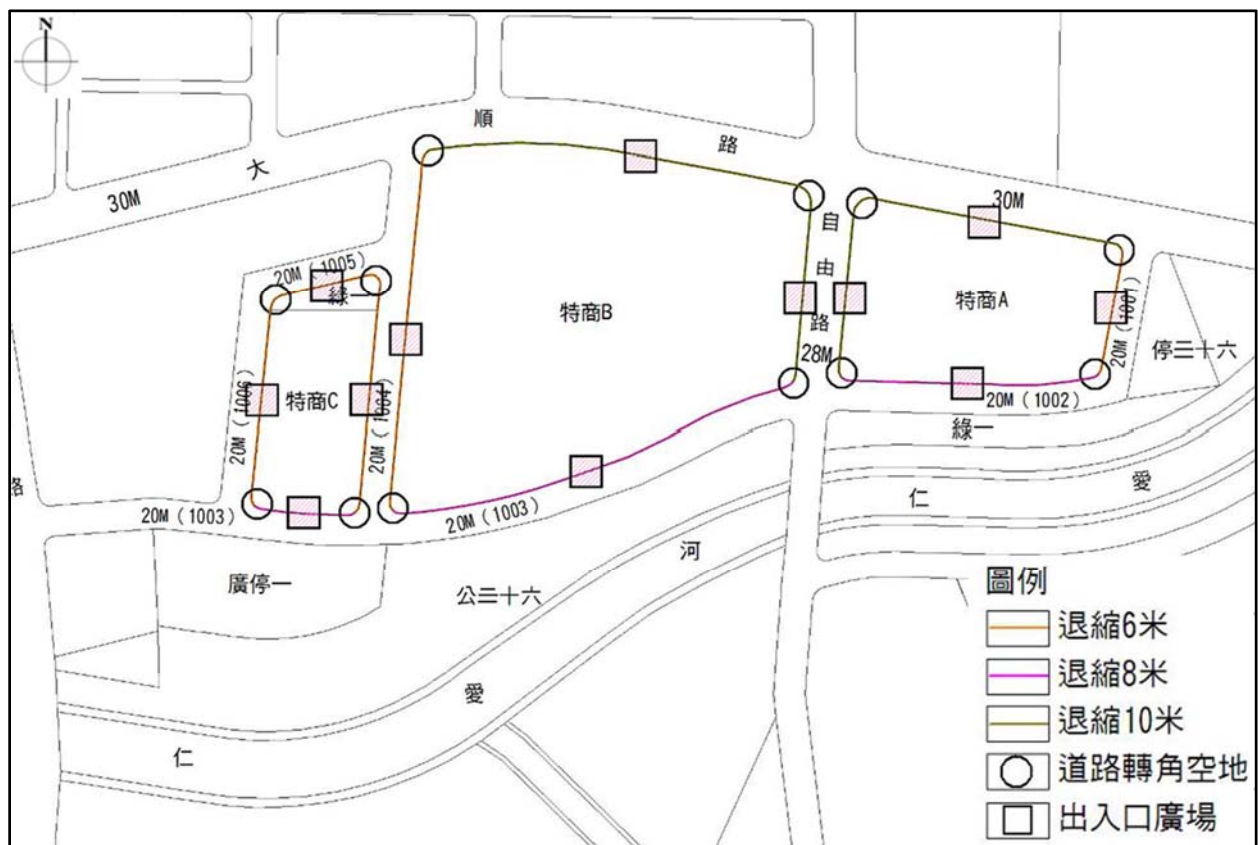 N
順
路
大
30M
30M
自
由
路
28M
20M（1005）
綠一
特商B
特商A
20M（1001）
停三十六
特商C
20M（1006）
20M（1004）
20M（1002）
綠一
愛
仁
路
20M（1003）
20M（1003）
河
廣停一
公三十六
愛
仁
圖例
退縮6米
退縮8米
退縮10米
道路轉角空地
出入口廣場